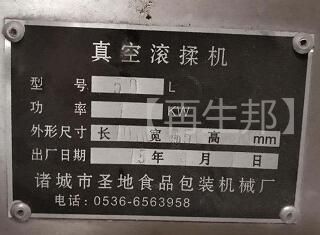 真空滚揉机
型号 50 L
功率 KW
外形尺寸 长 宽 高 mm
出厂日期 5年 月 日
诸城市圣地食品包装机械厂
电话：0536-6563958
【再生邦】